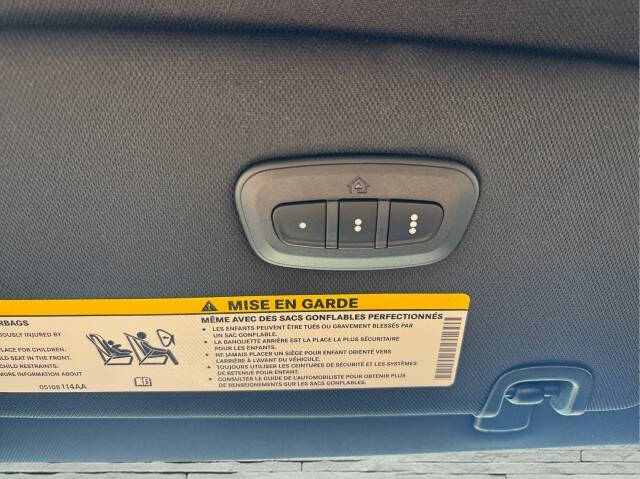 MISE EN GARDE
MÊME AVEC DES SACS GONFLABLES PERFECTIONNÉS
• LES ENFANTS PEUVENT ÊTRE TUÉS OU GRAVEMENT BLESSÉS PAR
UN SAC GONFLABLE.
• LA BANQUETTE ARRIÈRE EST LA PLACE LA PLUS SÉCURITAIRE
POUR LES ENFANTS.
• NE JAMAIS PLACER UN SIÈGE POUR ENFANT ORIENTÉ VERS
L'ARRIÈRE À L'AVANT DU VÉHICULE.
• TOUJOURS UTILISER LES CEINTURES DE SÉCURITÉ ET LES SYSTÈMES
DE RETENUE POUR ENFANT.
• CONSULTER LE GUIDE DE L'AUTOMOBILISTE POUR OBTENIR PLUS
DE RENSEIGNEMENTS SUR LES SACS GONFLABLES.
RBAGS
OUSLY INJURED BY
PLACE FOR CHILDREN.
LD SEAT IN THE FRONT.
CHILD RESTRAINTS.
MORE INFORMATION ABOUT
05108114AA